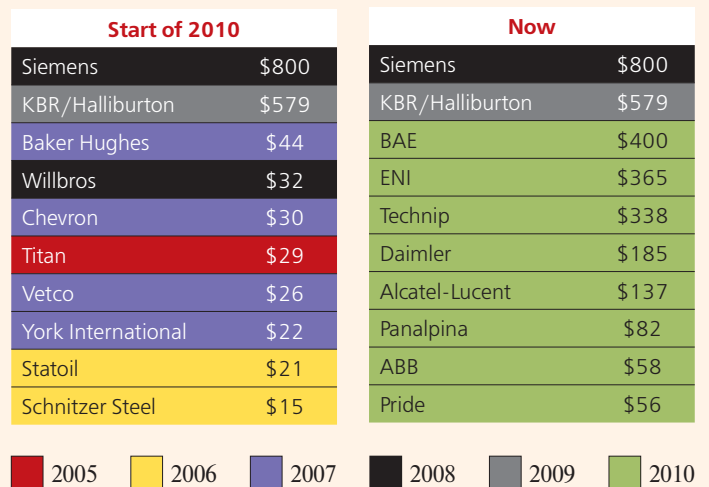 Start of 2010
Siemens $800
KBR/Halliburton $579
Baker Hughes $44
Willbros $32
Chevron $30
Titan $29
Vetco $26
York International $22
Statoil $21
Schnitzer Steel $15
Now
Siemens $800
KBR/Halliburton $579
BAE $400
ENI $365
Technip $338
Daimler $185
Alcatel-Lucent $137
Panalpina $82
ABB $58
Pride $56
2005 2006 2007 2008 2009 2010